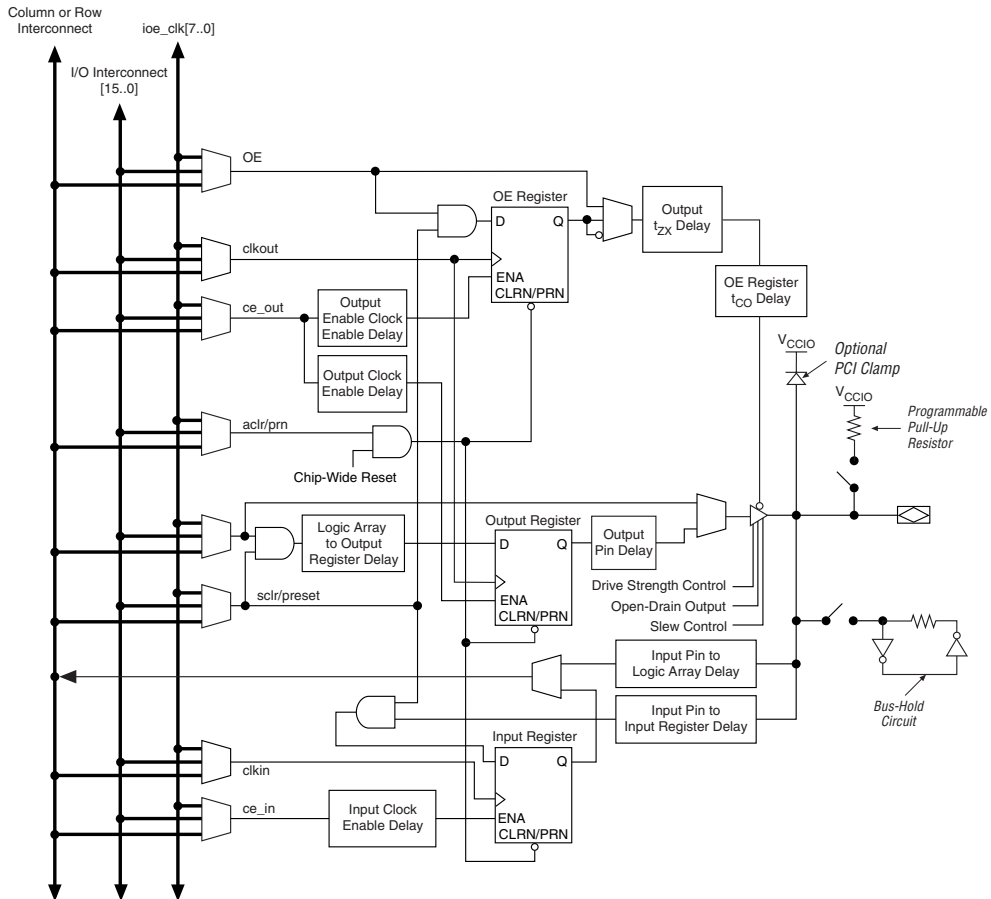 Column or Row
Interconnect
ioe_clk[7..0]
I/O Interconnect
[15..0]
OE
OE Register
D
Q
ENA
CLRN/PRN
Output
tZX Delay
clkout
OE Register
tCO Delay
ce_out
Output
Enable Clock
Enable Delay
Output Clock
Enable Delay
VCCIO
Optional
PCI Clamp
VCCIO
Programmable
Pull-Up
Resistor
aclr/prn
Chip-Wide Reset
Logic Array
to Output
Register Delay
Output Register
D
Q
ENA
CLRN/PRN
Output
Pin Delay
Drive Strength Control
Open-Drain Output
Slew Control
sclr/preset
Input Pin to
Logic Array Delay
Input Pin to
Input Register Delay
Bus-Hold
Circuit
Input Register
D
Q
ENA
CLRN/PRN
clkin
ce_in
Input Clock
Enable Delay